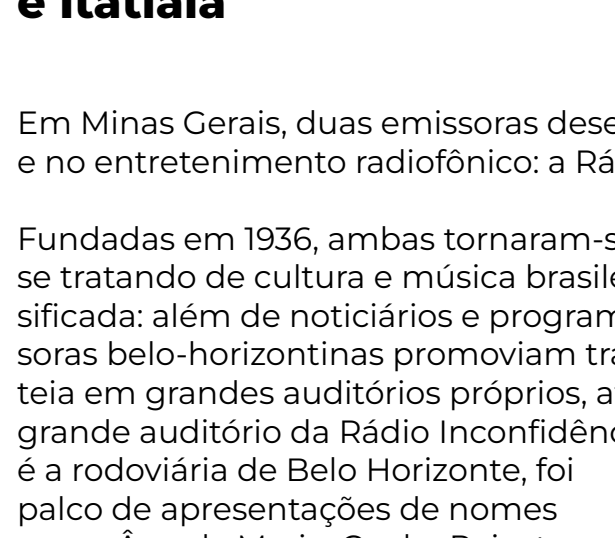 e Itatiaia
Em Minas Gerais, duas emissoras dese
e no entretenimento radiofônico: a Rá
Fundadas em 1936, ambas tornaram-s
se tratando de cultura e música brasile
sificada: além de noticiários e program
soras belo-horizontinas promoviam tra
teia em grandes auditórios próprios, a
grande auditório da Rádio Inconfidênc
é a rodoviária de Belo Horizonte, foi
palco de apresentações de nomes